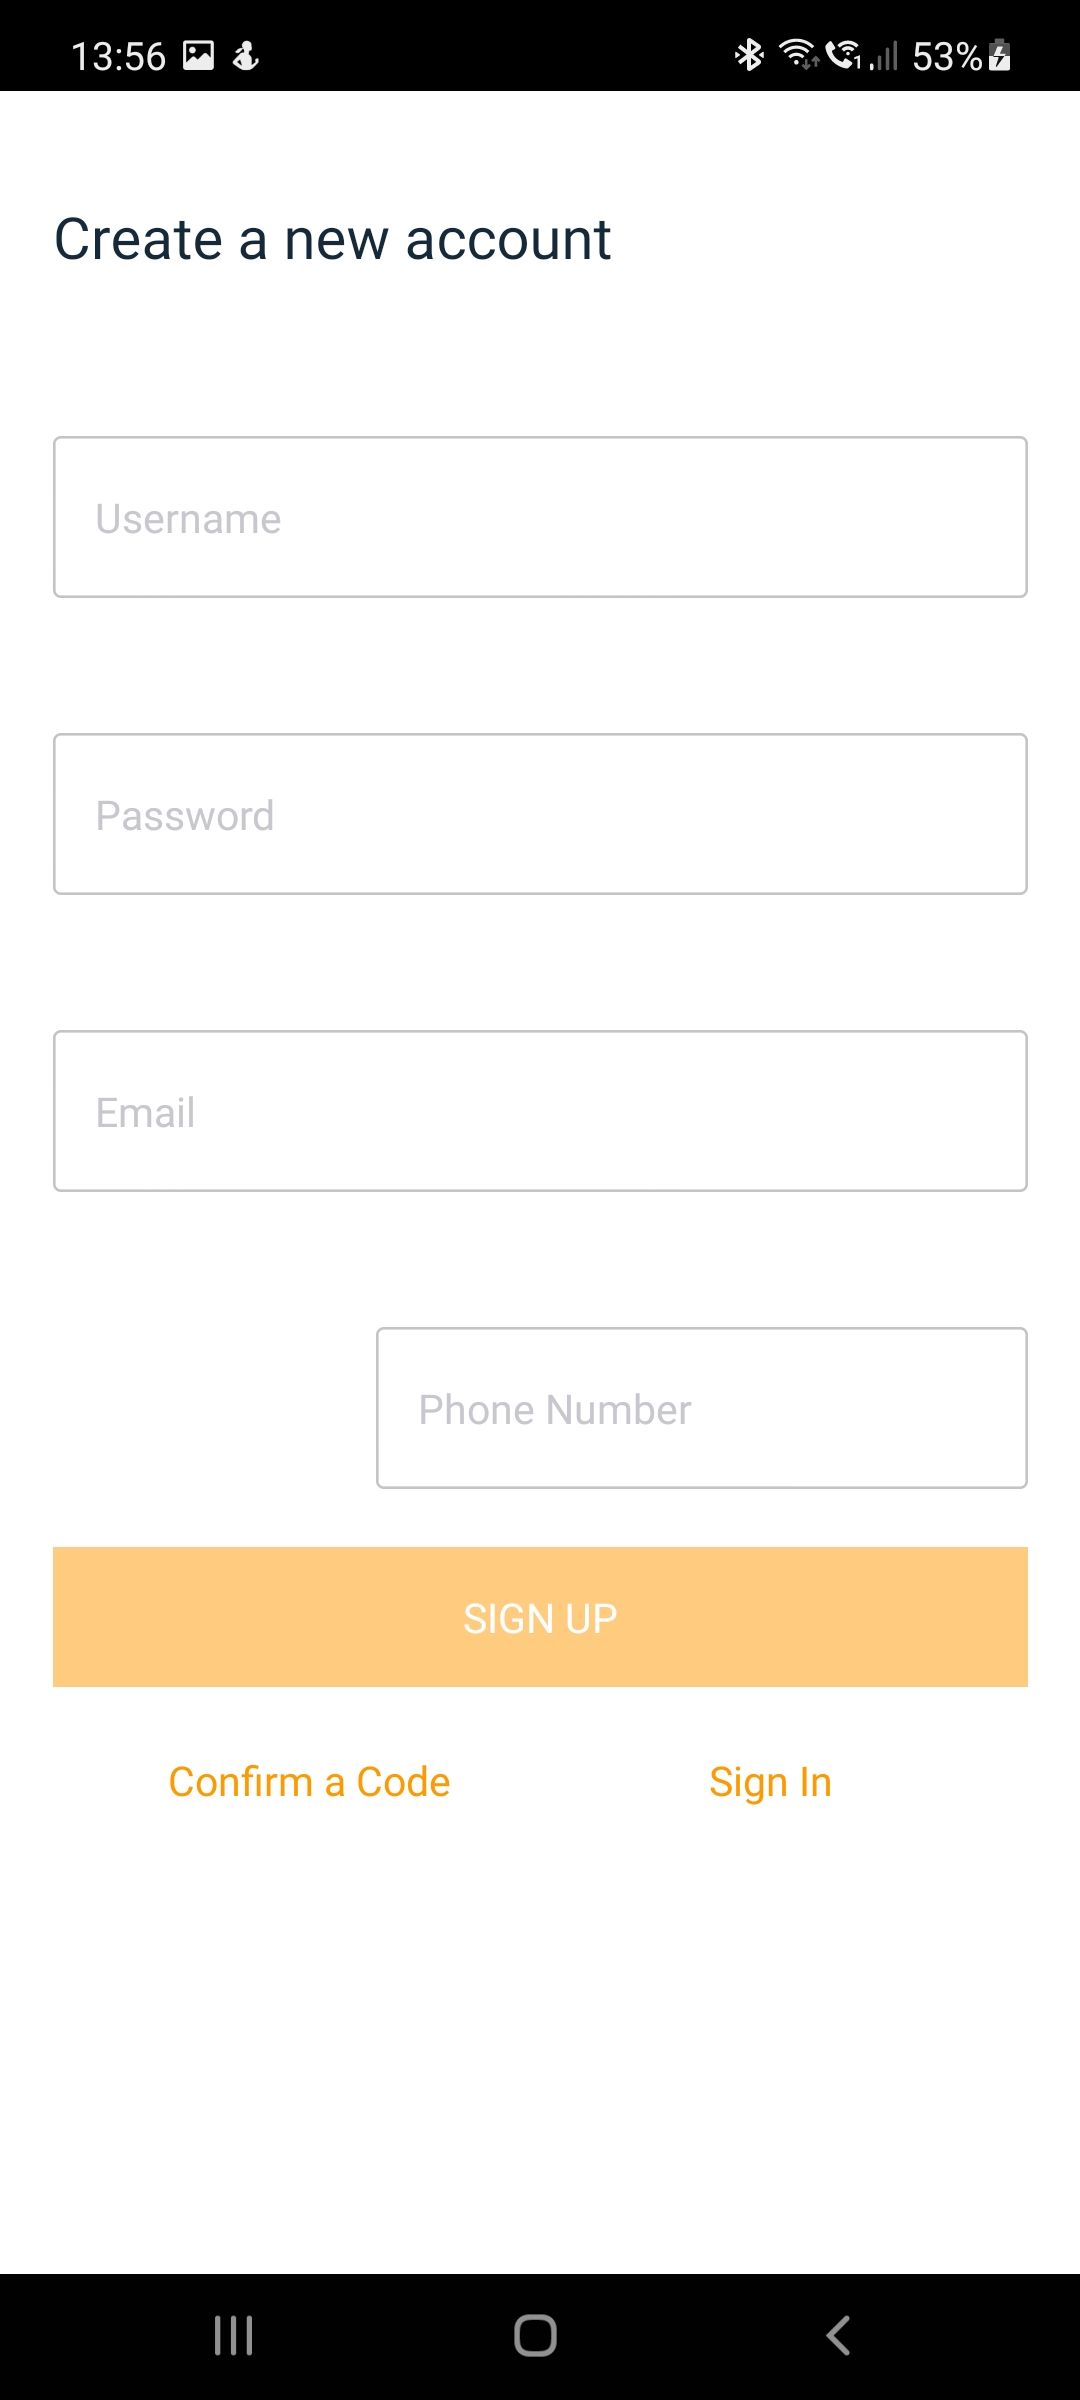 13:56 53%
Create a new account
Username
Password
Email
Phone Number
SIGN UP
Confirm a Code Sign In